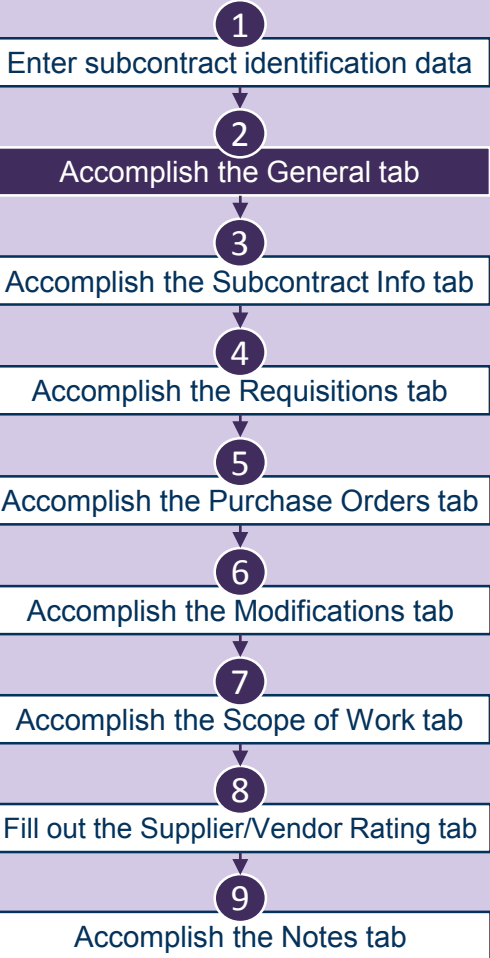 1
Enter subcontract identification data
2
Accomplish the General tab
3
Accomplish the Subcontract Info tab
4
Accomplish the Requisitions tab
5
Accomplish the Purchase Orders tab
6
Accomplish the Modifications tab
7
Accomplish the Scope of Work tab
8
Fill out the Supplier/Vendor Rating tab
9
Accomplish the Notes tab